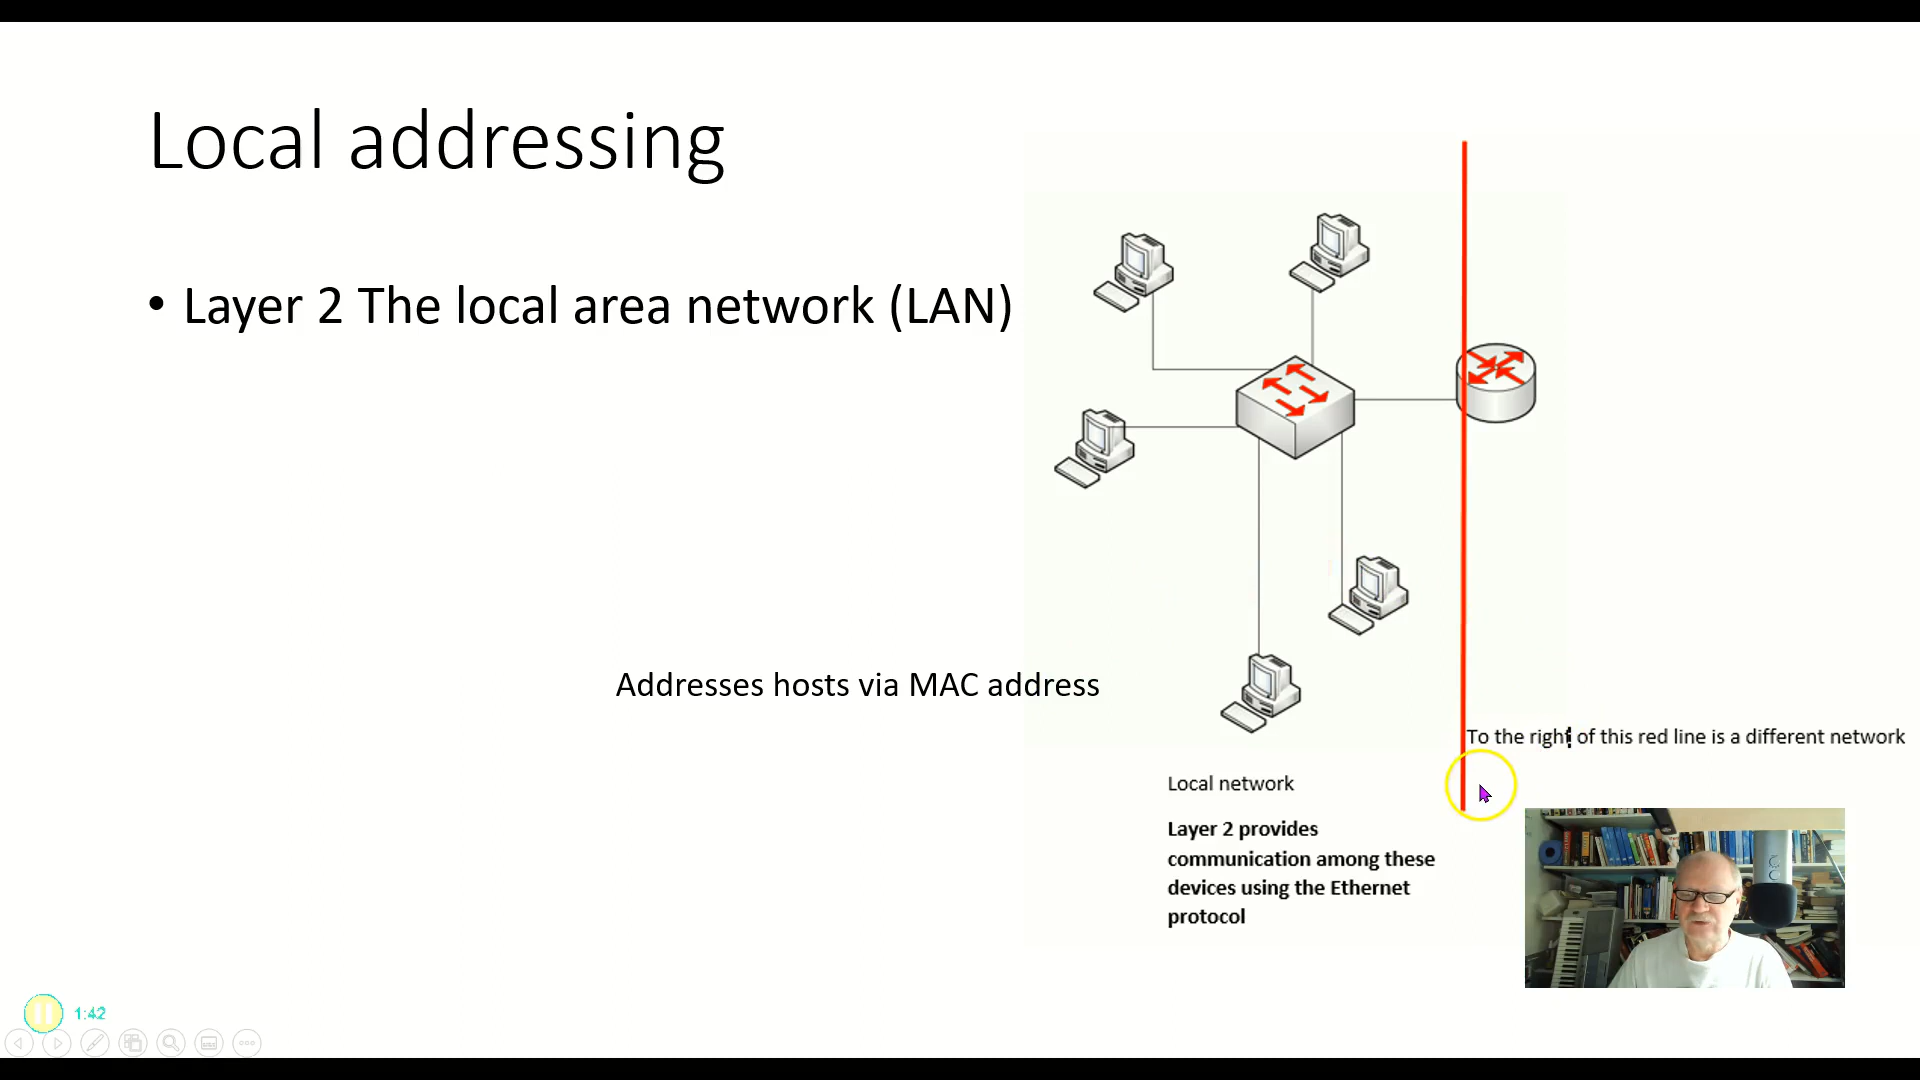 Local addressing
• Layer 2 The local area network (LAN)
Addresses hosts via MAC address
To the right of this red line is a different network
Local network
Layer 2 provides
communication among these
devices using the Ethernet
protocol
1:42